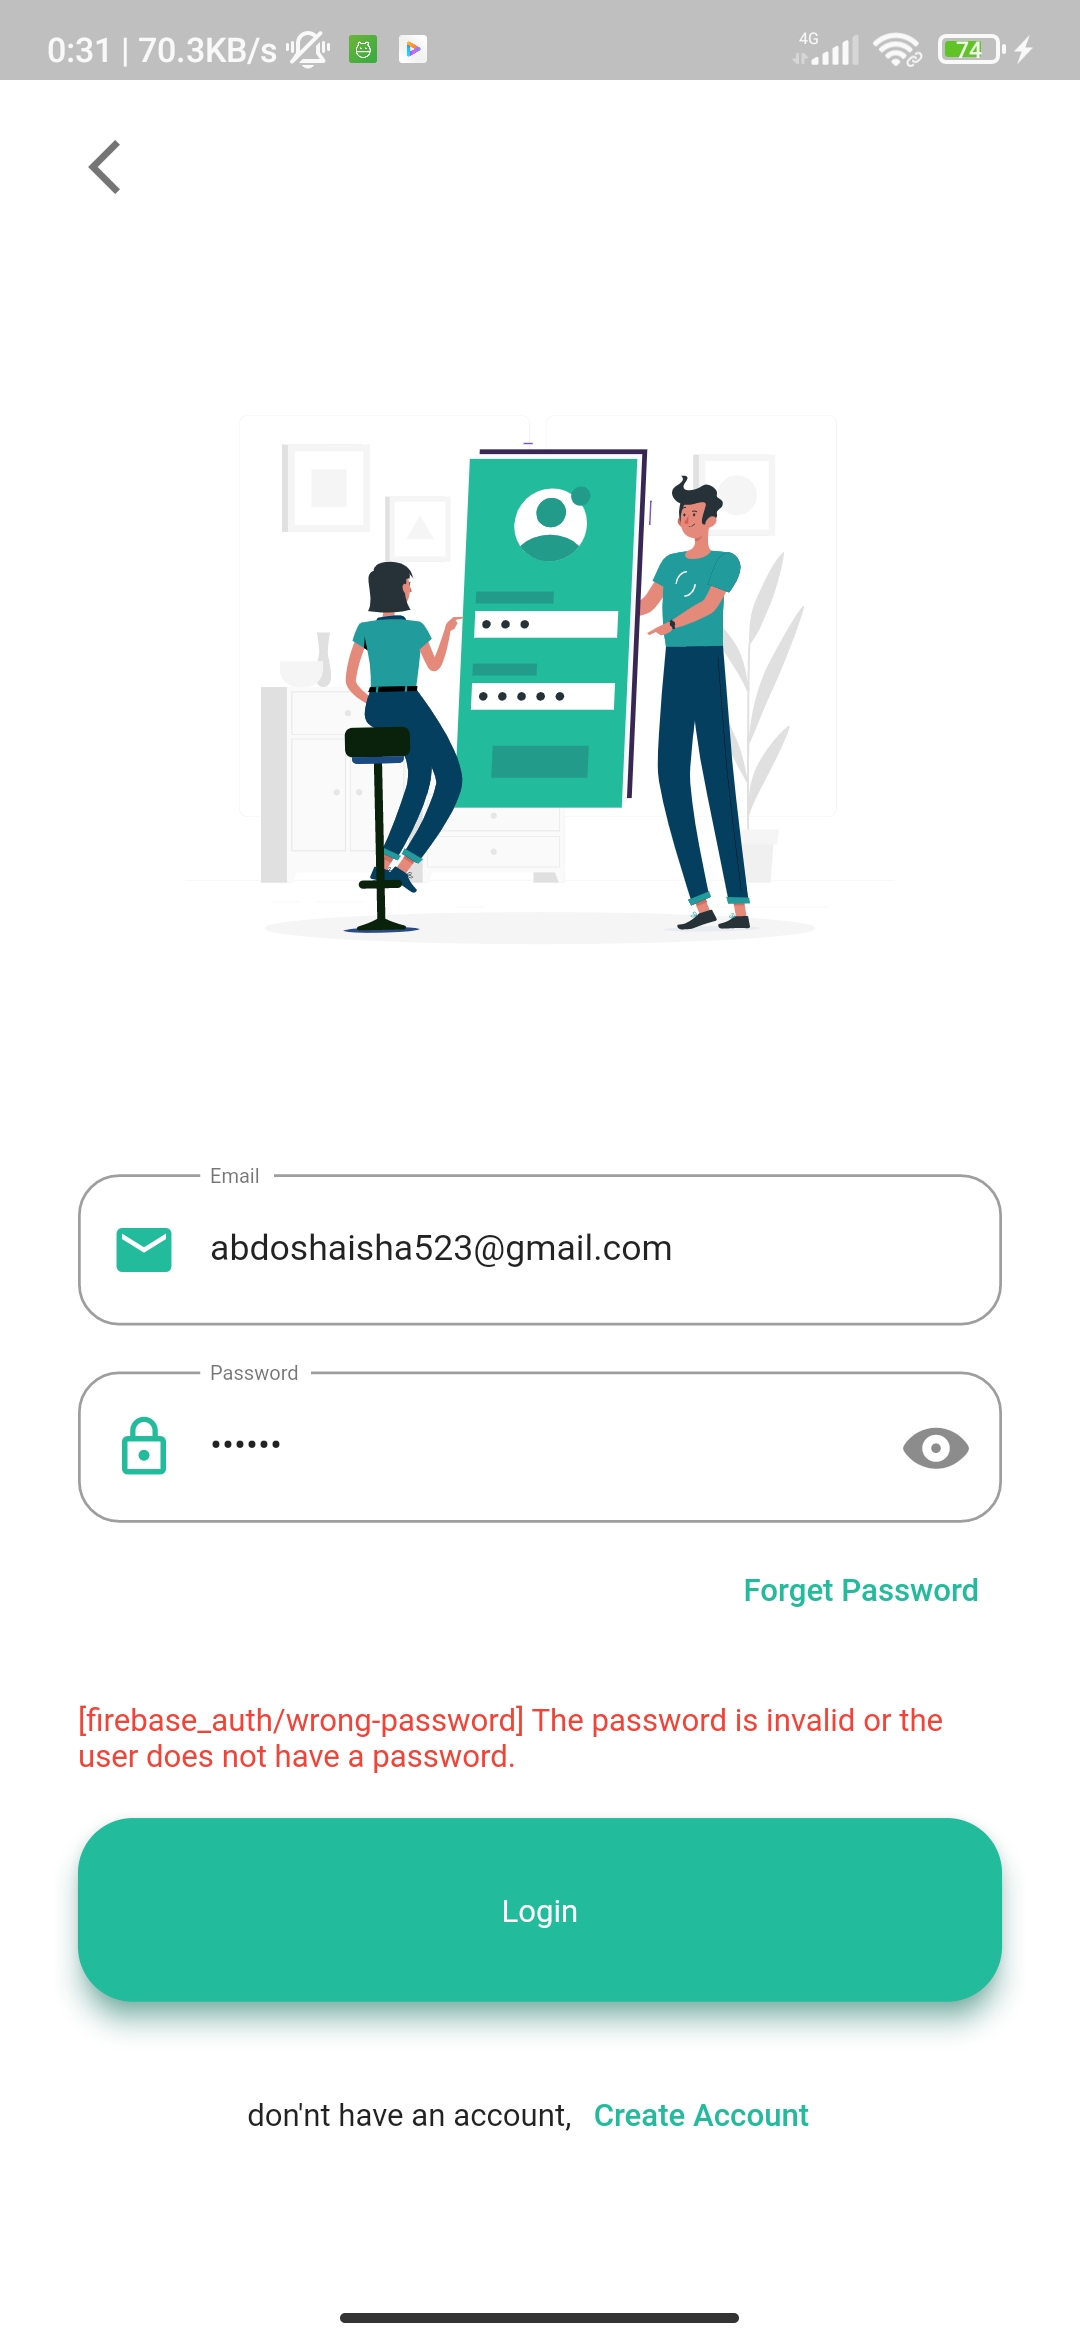 0:31 | 70.3KB/s 4G 74
Email
abdoshaisha523@gmail.com
Password
••••••
Forget Password
[firebase_auth/wrong-password] The password is invalid or the
user does not have a password.
Login
don'nt have an account, Create Account